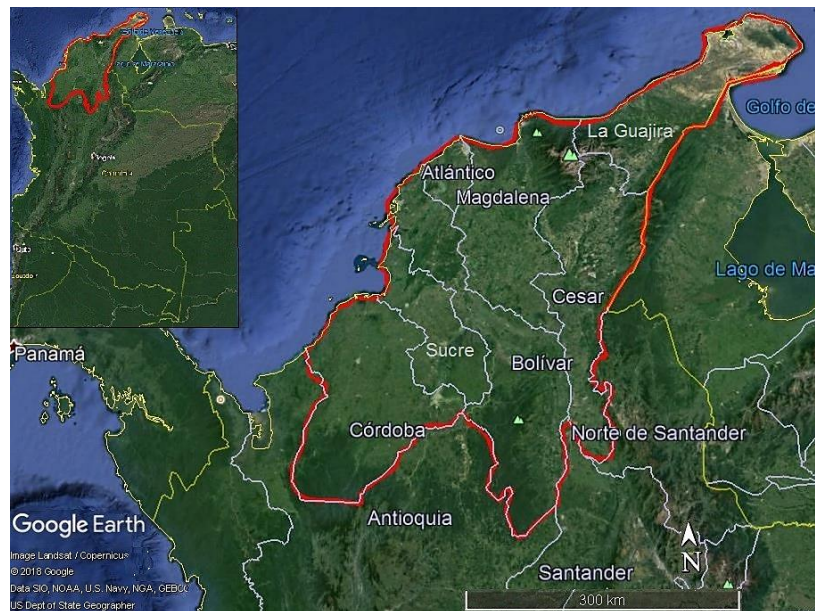 Golfo de
La Guajira
Atlántico
Magdalena
Lago de Ma
Cesar
Panamá
Sucre
Bolívar
Córdoba
Norte de Santander
Antioquia
Google Earth
Image Landsat / Copernicus
© 2018 Google
Data SIO, NOAA, U.S. Navy, NGA, GEBC
US Dept of State Geographer
N
Santander
300 km